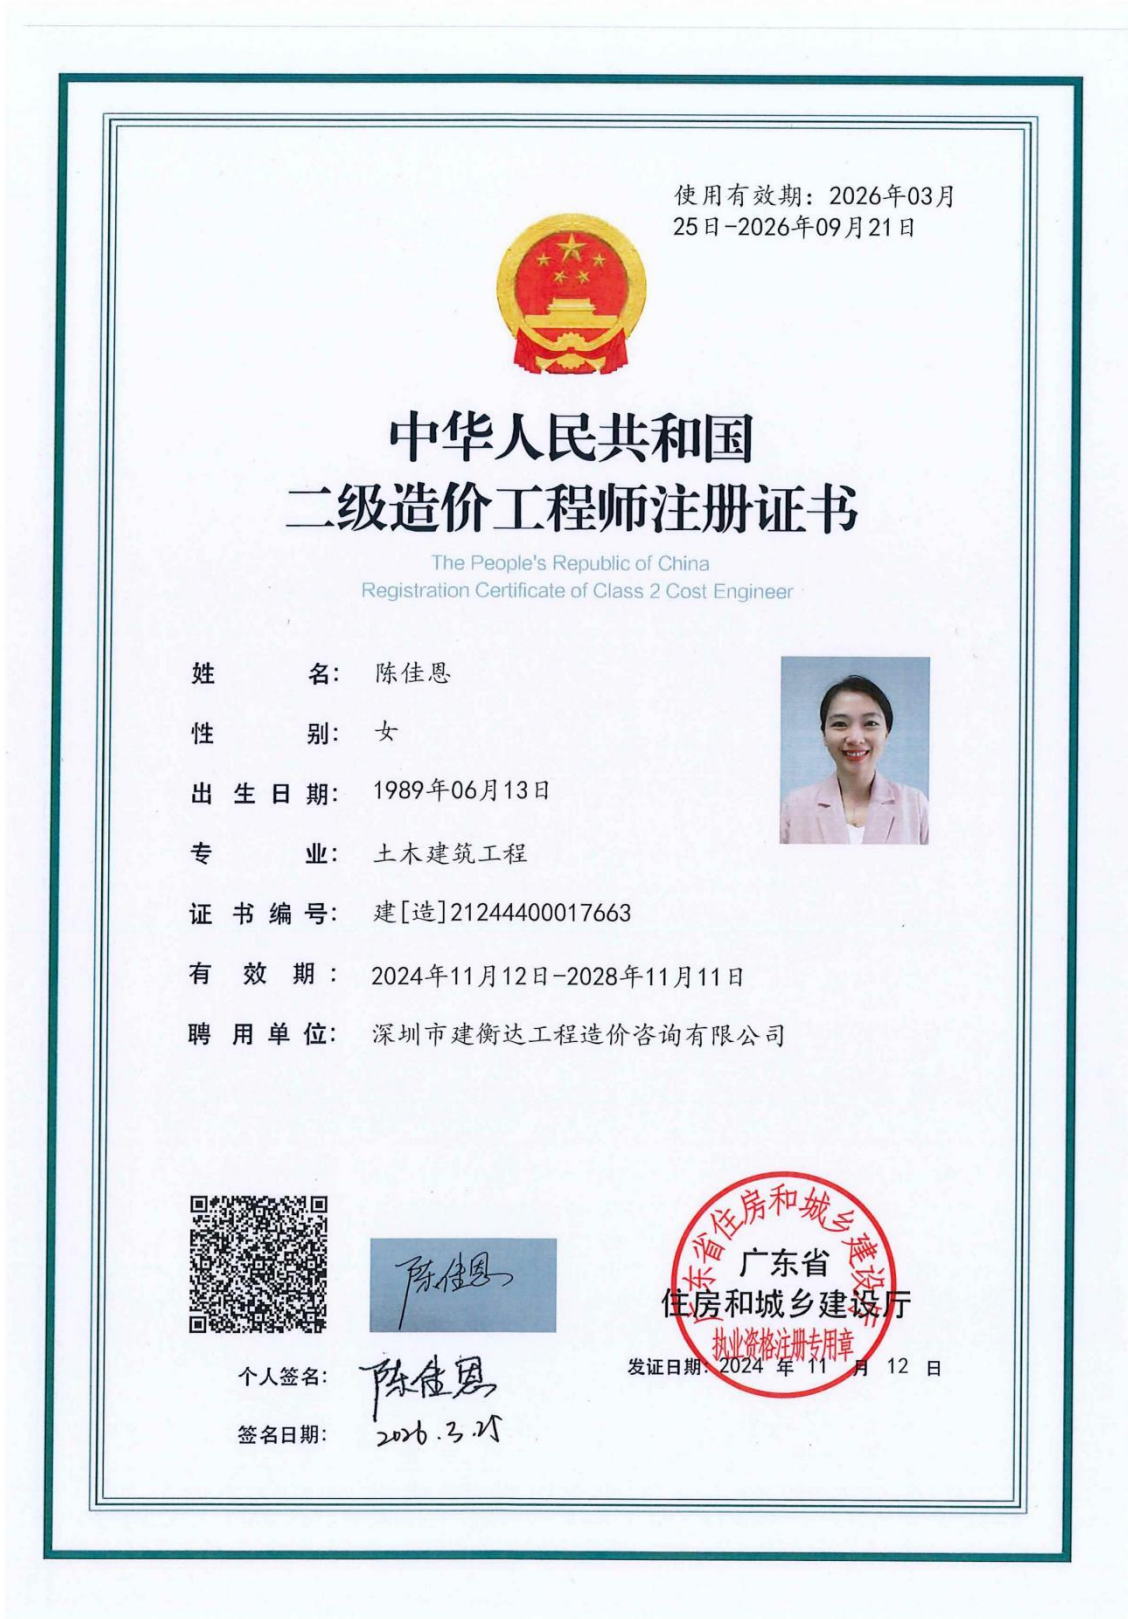 使用有效期：2026年03月
25日-2026年09月21日
中华人民共和国
二级造价工程师注册证书
The People's Republic of China
Registration Certificate of Class 2 Cost Engineer
姓名：陈佳恩
性别：女
出生日期：1989年06月13日
专业：土木建筑工程
证书编号：建[造]21244400017663
有效期：2024年11月12日-2028年11月11日
聘用单位：深圳市建衡达工程造价咨询有限公司
陈佳恩
个人签名：陈佳恩
签名日期：2026.3.25
广东省住房和城乡建设厅
广东省
住房和城乡建设厅
执业资格注册专用章
发证日期：2024 年 11 月 12 日